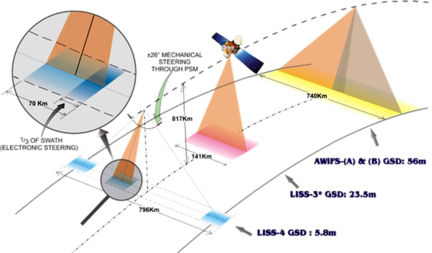 ±26° MECHANICAL
STEERING
THROUGH PSM
70 Km
1/3 OF SWATH
(ELECTRONIC STEERING)
817Km
740Km
141Km
796Km
AWIFS-(A) & (B) GSD: 56m
LISS-3* GSD: 23.5m
LISS-4 GSD : 5.8m